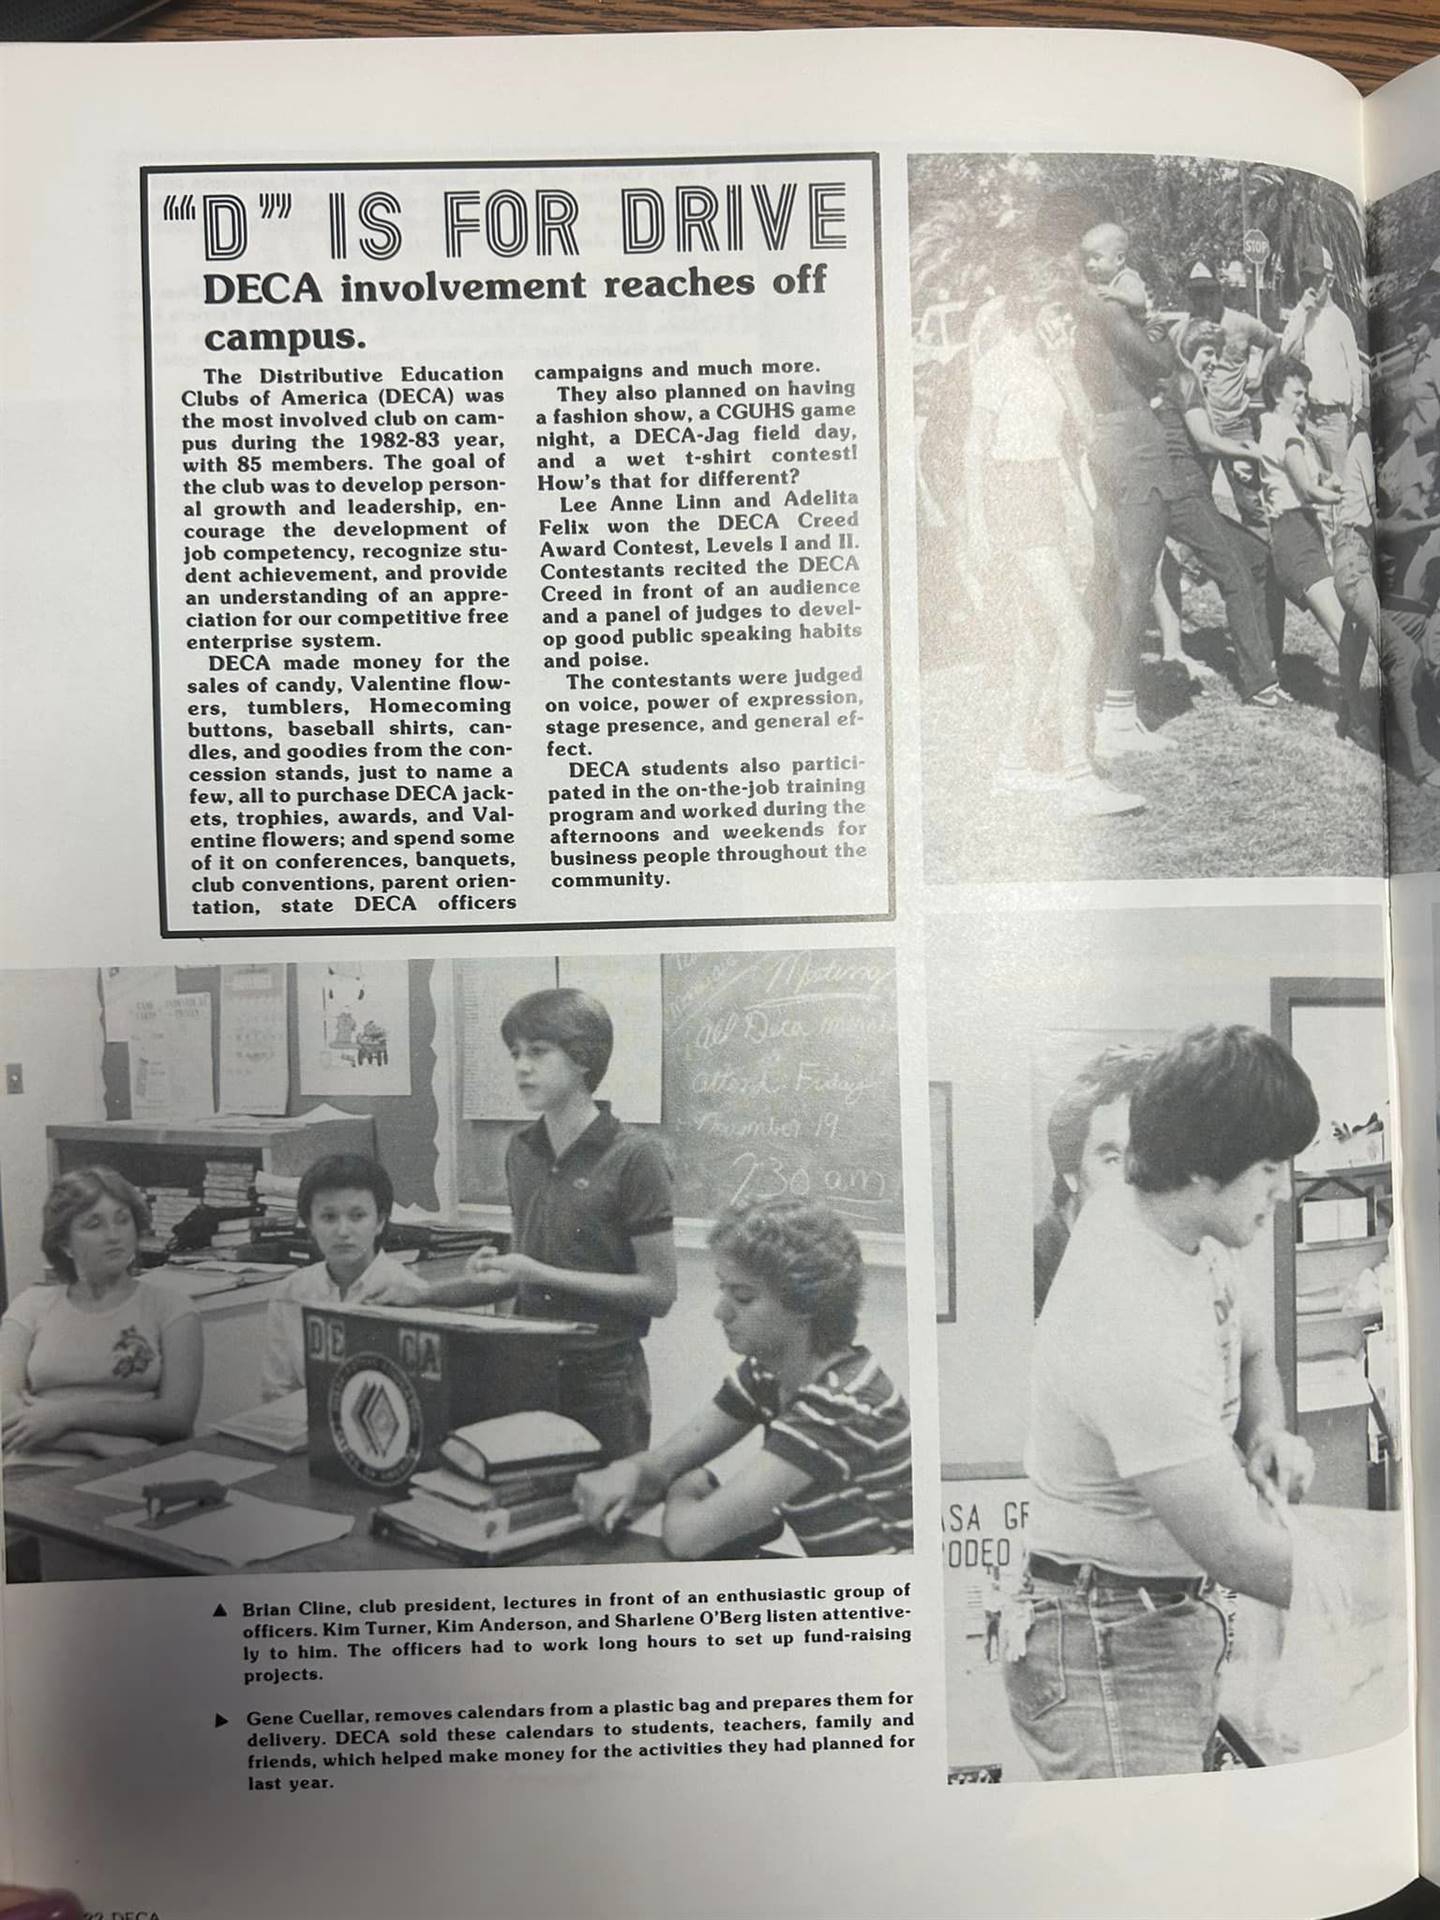 “D” IS FOR DRIVE
DECA involvement reaches off
campus.
The Distributive Education
Clubs of America (DECA) was
the most involved club on cam-
pus during the 1982-83 year,
with 85 members. The goal of
the club was to develop person-
al growth and leadership, en-
courage the development of
job competency, recognize stu-
dent achievement, and provide
an understanding of an appre-
ciation for our competitive free
enterprise system.
DECA made money for the
sales of candy, Valentine flow-
ers, tumblers, Homecoming
buttons, baseball shirts, can-
dles, and goodies from the con-
cession stands, just to name a
few, all to purchase DECA jack-
ets, trophies, awards, and Val-
entine flowers; and spend some
of it on conferences, banquets,
club conventions, parent orien-
tation, state DECA officers
campaigns and much more.
They also planned on having
a fashion show, a CGUHS game
night, a DECA-Jag field day,
and a wet t-shirt contest!
How's that for different?
Lee Anne Linn and Adelita
Felix won the DECA Creed
Award Contest, Levels I and II.
Contestants recited the DECA
Creed in front of an audience
and a panel of judges to devel-
op good public speaking habits
and poise.
The contestants were judged
on voice, power of expression,
stage presence, and general ef-
fect.
DECA students also partici-
pated in the on-the-job training
program and worked during the
afternoons and weekends for
business people throughout the
community.
STOP
Meeting
All Deca members
attend Friday
November 19
730 am
DECA
SA GR
ODEO
▲ Brian Cline, club president, lectures in front of an enthusiastic group of
officers. Kim Turner, Kim Anderson, and Sharlene O'Berg listen attentive-
ly to him. The officers had to work long hours to set up fund-raising
projects.
▶ Gene Cuellar, removes calendars from a plastic bag and prepares them for
delivery. DECA sold these calendars to students, teachers, family and
friends, which helped make money for the activities they had planned for
last year.
22 DECA